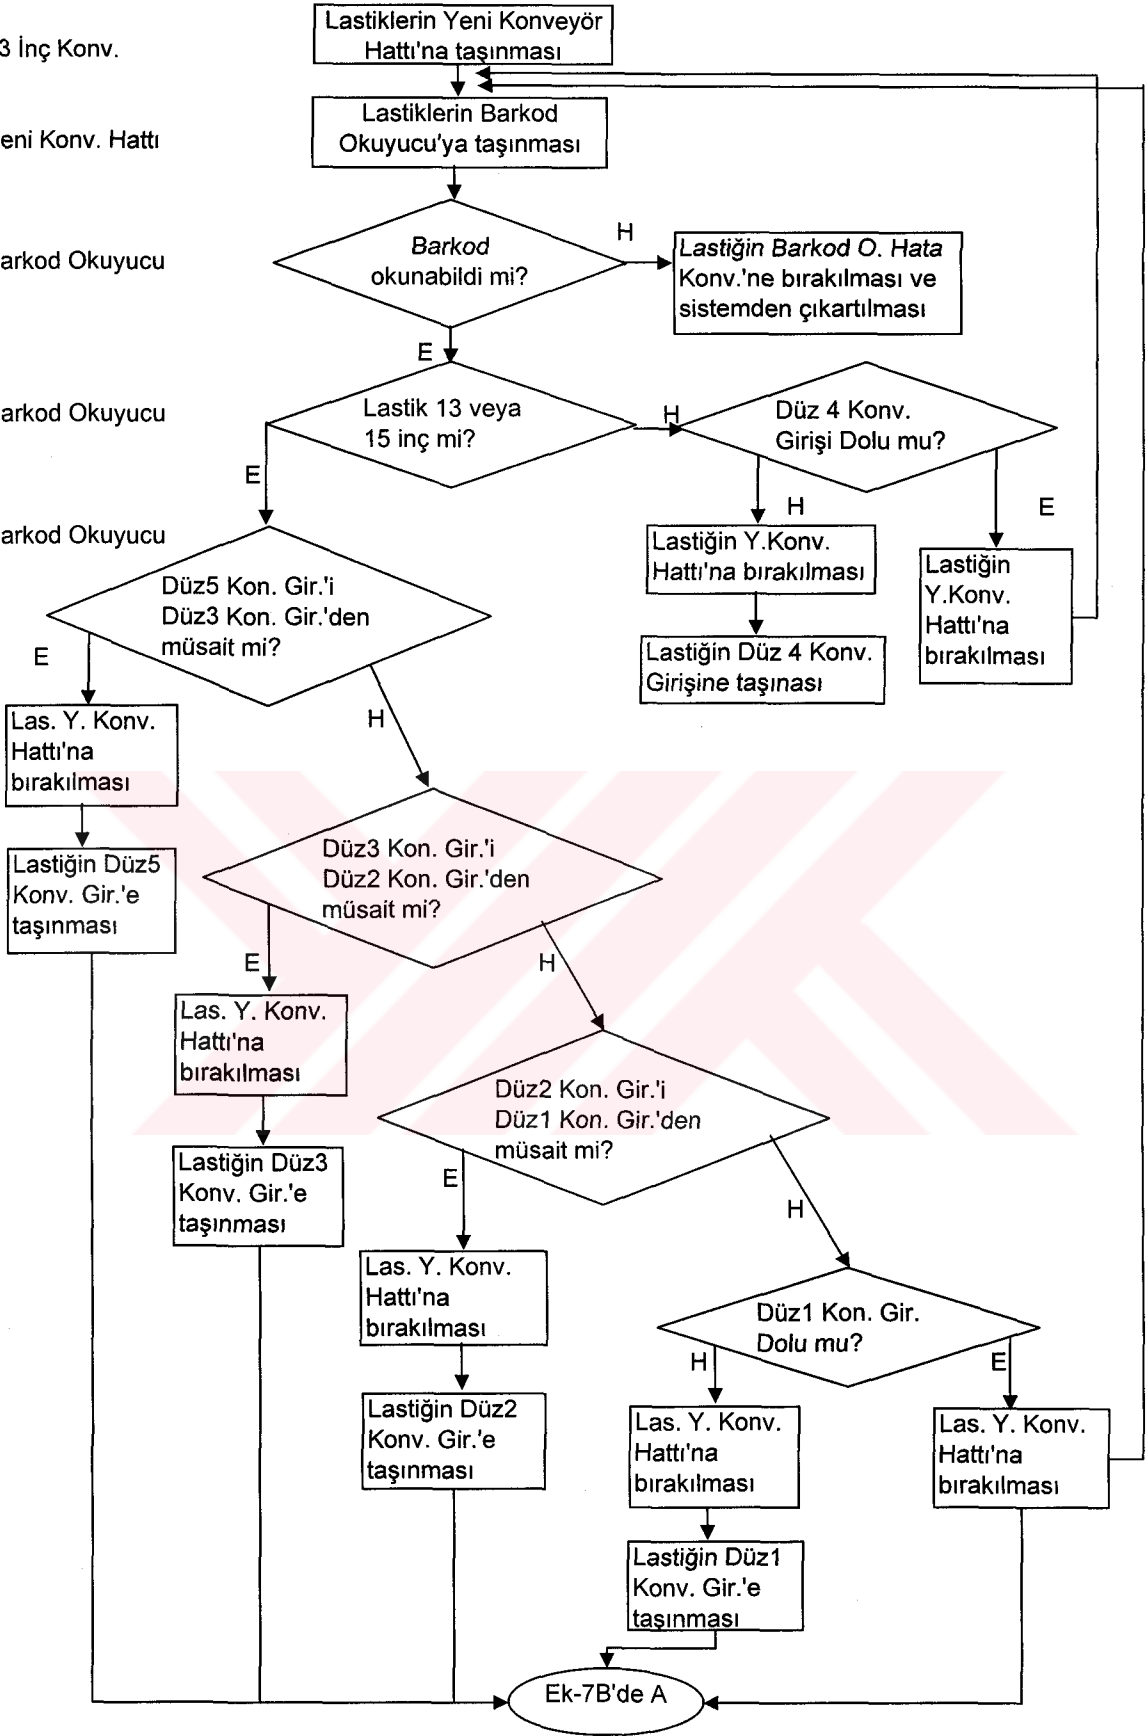 Lastiklerin Yeni Konveyör
Hattı'na taşınması
3 İnç Konv.
Lastiklerin Barkod
Okuyucu'ya taşınması
eni Konv. Hattı
Barkod
okunabildi mi?
H
Lastiğin Barkod O. Hata
Konv.'ne bırakılması ve
sistemden çıkartılması
arkod Okuyucu
E
Lastik 13 veya
15 inç mi?
H
Düz 4 Konv.
Girişi Dolu mu?
arkod Okuyucu
E
H
E
arkod Okuyucu
Lastiğin Y.Konv.
Hattı'na bırakılması
Lastiğin
Y.Konv.
Hattı'na
bırakılması
Düz5 Kon. Gir.'i
Düz3 Kon. Gir.'den
müsait mi?
Lastiğin Düz 4 Konv.
Girişine taşınası
E
H
Las. Y. Konv.
Hattı'na
bırakılması
Lastiğin Düz5
Konv. Gir.'e
taşınması
Düz3 Kon. Gir.'i
Düz2 Kon. Gir.'den
müsait mi?
E
H
Las. Y. Konv.
Hattı'na
bırakılması
Lastiğin Düz3
Konv. Gir.'e
taşınması
Düz2 Kon. Gir.'i
Düz1 Kon. Gir.'den
müsait mi?
E
H
Las. Y. Konv.
Hattı'na
bırakılması
Lastiğin Düz2
Konv. Gir.'e
taşınması
Düz1 Kon. Gir.
Dolu mu?
H
E
Las. Y. Konv.
Hattı'na
bırakılması
Las. Y. Konv.
Hattı'na
bırakılması
Lastiğin Düz1
Konv. Gir.'e
taşınması
Ek-7B'de A